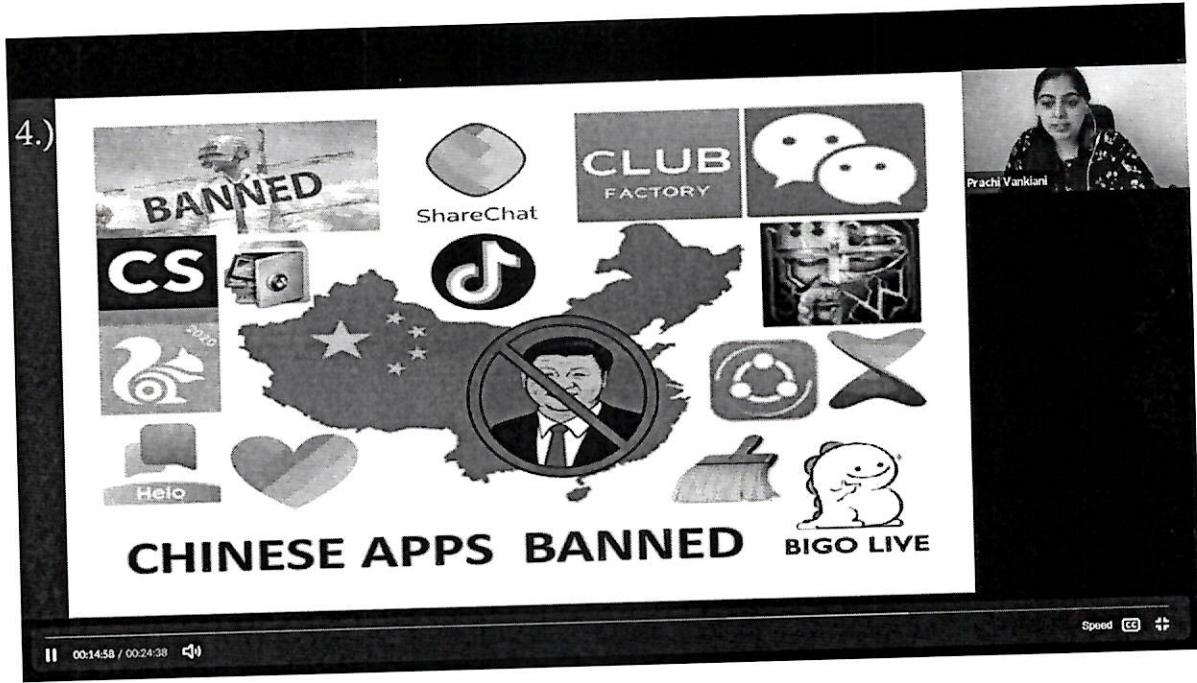 4.)
BANNED
ShareChat
CLUB
FACTORY
Prachi Vankiani
CS
2020
Helo
CHINESE APPS BANNED
BIGO LIVE
00:14:58 / 00:24:38
Speed CC